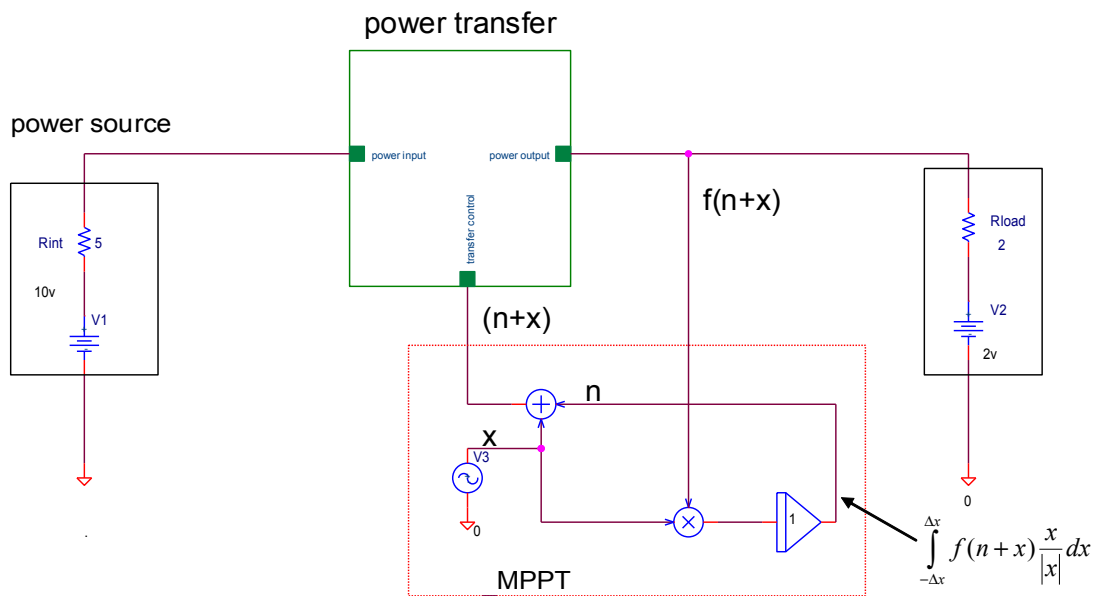 power transfer
power source
power input
power output
transfer control
f(n+x)
Rint
5
10v
V1
Rload
2
V2
2v
(n+x)
n
x
V3
0
1
0
MPPT
∫_{-Δx}^{Δx} f(n + x) x/|x| dx